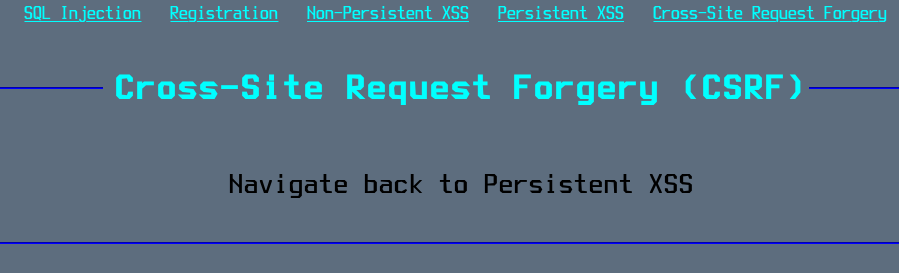 SQL Injection Registration Non-Persistent XSS Persistent XSS Cross-Site Request Forgery
Cross-Site Request Forgery (CSRF)
Navigate back to Persistent XSS